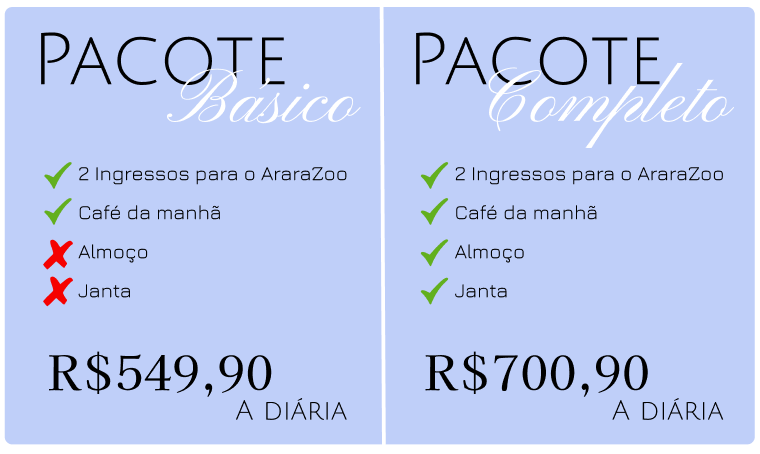 PACOTE
Básico
2 Ingressos para o AraraZoo
Café da manhã
Almoço
Janta
R$549,90
A DIÁRIA
PACOTE
Completo
2 Ingressos para o AraraZoo
Café da manhã
Almoço
Janta
R$700,90
A DIÁRIA